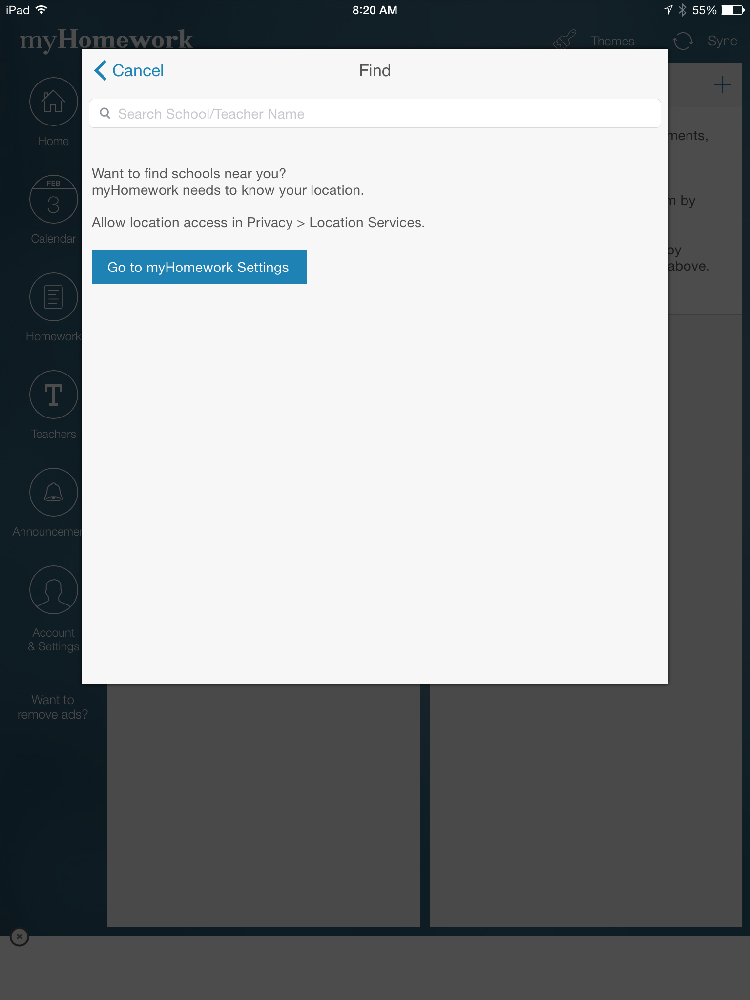 iPad
8:20 AM
55%
myHomework
Themes
Sync
Cancel
Find
Search School/Teacher Name
Want to find schools near you?
myHomework needs to know your location.
Allow location access in Privacy > Location Services.
Go to myHomework Settings
Home
FEB
3
Calendar
Homework
T
Teachers
Announcemen
Account
& Settings
Want to
remove ads?
ments,
m by
by
above.